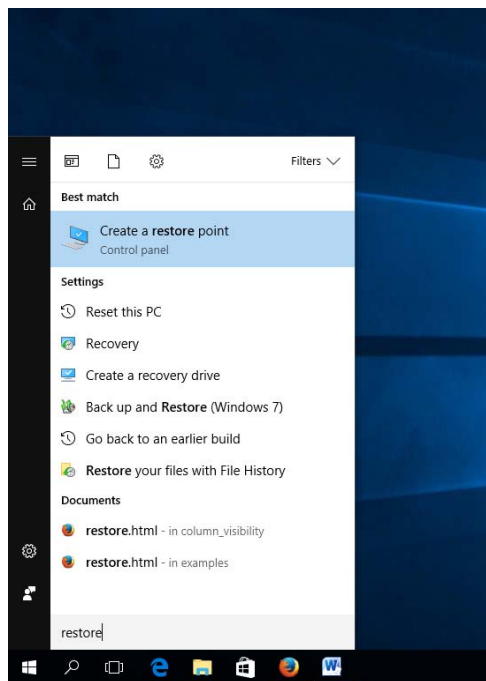 Filters
Best match
Create a restore point
Control panel
Settings
Reset this PC
Recovery
Create a recovery drive
Back up and Restore (Windows 7)
Go back to an earlier build
Restore your files with File History
Documents
restore.html - in column_visibility
restore.html - in examples
restore